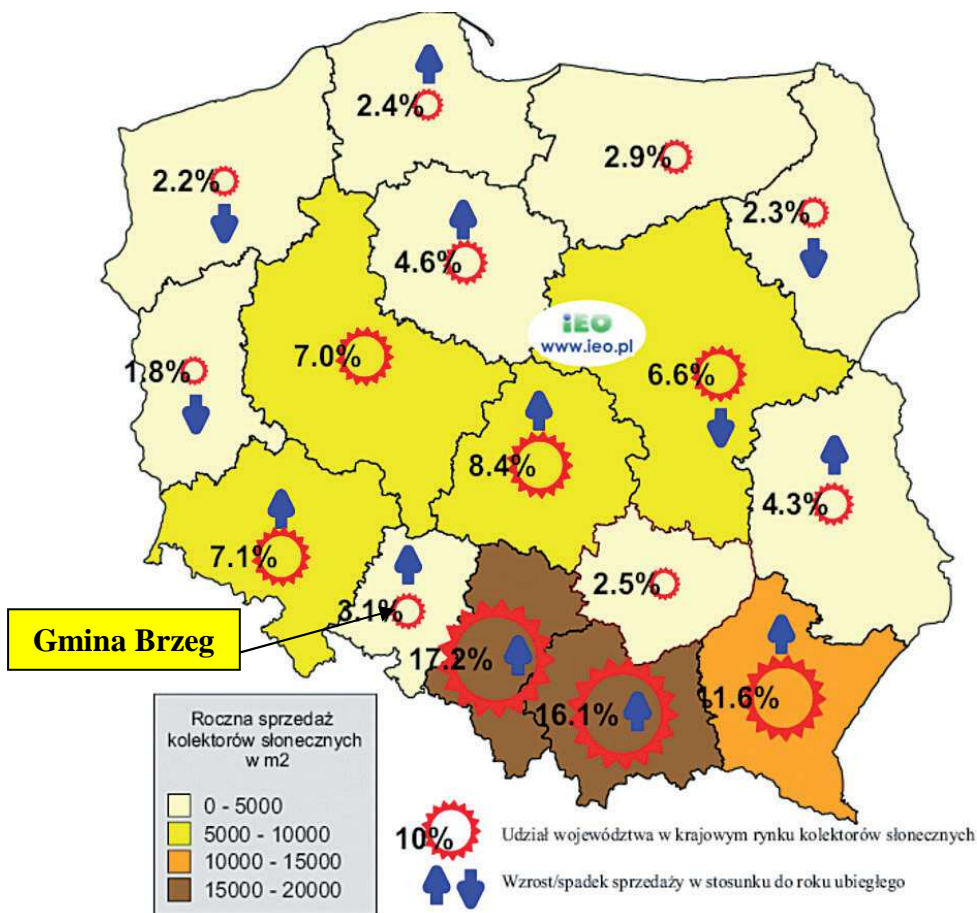 2.4%
2.9%
2.2%
2.3%
4.6%
iEO
www.ieo.pl
7.0%
1.8%
6.6%
8.4%
4.3%
7.1%
2.5%
3.1%
Gmina Brzeg
17.2%
16.1%
11.6%
Roczna sprzedaż
kolektorów słonecznych
w m2
0 - 5000
5000 - 10000
10000 - 15000
15000 - 20000
10%
Udział województwa w krajowym rynku kolektorów słonecznych
Wzrost/spadek sprzedaży w stosunku do roku ubiegłego